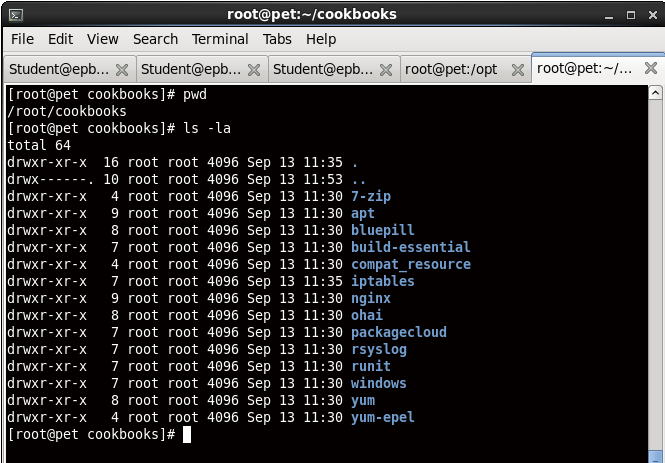 root@pet:~/cookbooks
File Edit View Search Terminal Tabs Help
Student@epb... Student@epb... Student@epb... root@pet:/opt root@pet:~/...
[root@pet cookbooks]# pwd
/root/cookbooks
[root@pet cookbooks]# ls -la
total 64
drwxr-xr-x  16 root root 4096 Sep 13 11:35 .
drwx------. 10 root root 4096 Sep 13 11:53 ..
drwxr-xr-x   4 root root 4096 Sep 13 11:30 7-zip
drwxr-xr-x   9 root root 4096 Sep 13 11:30 apt
drwxr-xr-x   8 root root 4096 Sep 13 11:30 bluepill
drwxr-xr-x   7 root root 4096 Sep 13 11:30 build-essential
drwxr-xr-x   4 root root 4096 Sep 13 11:30 compat_resource
drwxr-xr-x   7 root root 4096 Sep 13 11:35 iptables
drwxr-xr-x   9 root root 4096 Sep 13 11:30 nginx
drwxr-xr-x   8 root root 4096 Sep 13 11:30 ohai
drwxr-xr-x   7 root root 4096 Sep 13 11:30 packagecloud
drwxr-xr-x   7 root root 4096 Sep 13 11:30 rsyslog
drwxr-xr-x   7 root root 4096 Sep 13 11:30 runit
drwxr-xr-x   7 root root 4096 Sep 13 11:30 windows
drwxr-xr-x   8 root root 4096 Sep 13 11:30 yum
drwxr-xr-x   4 root root 4096 Sep 13 11:30 yum-epel
[root@pet cookbooks]#